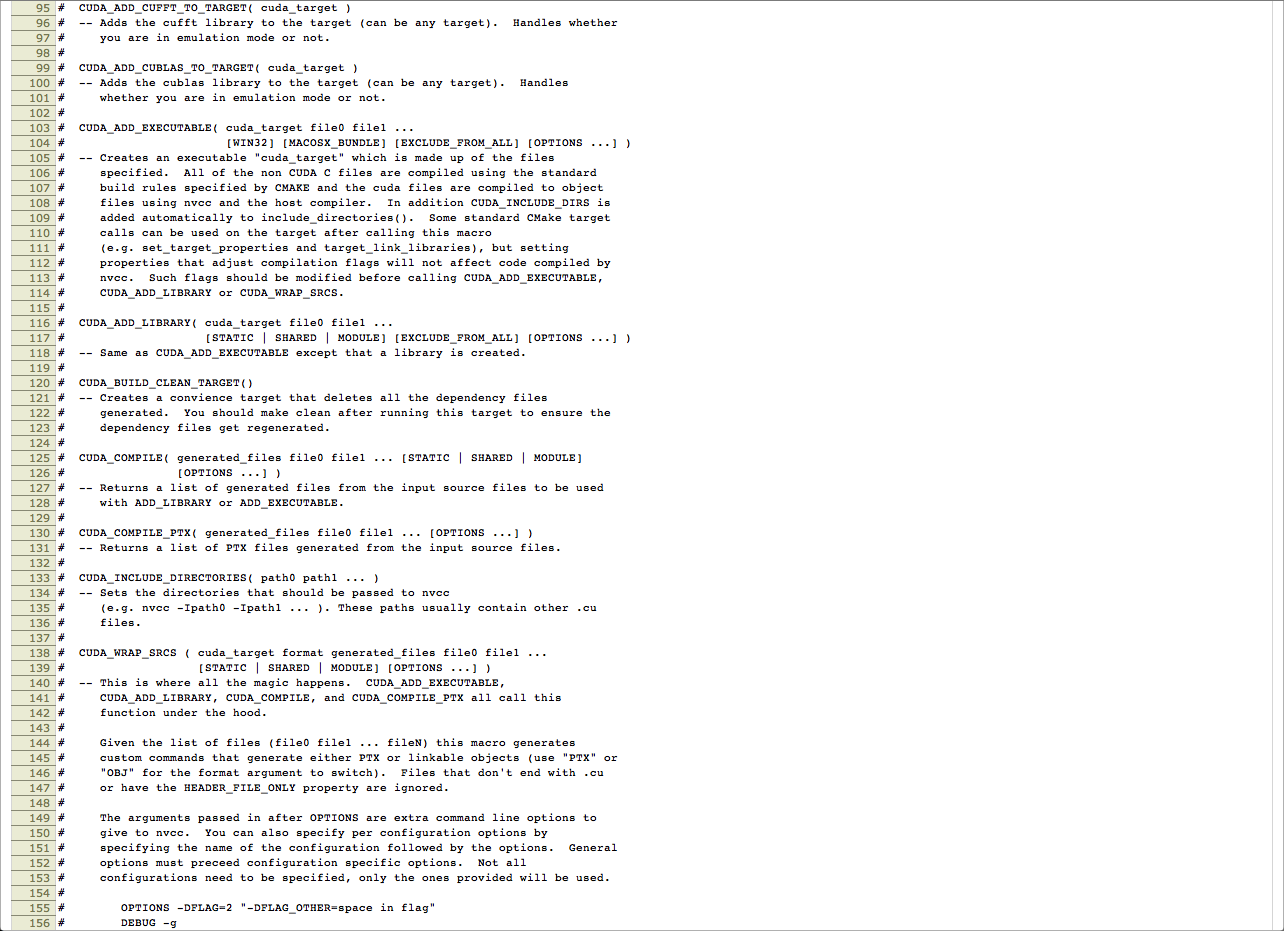 95 #  CUDA_ADD_CUFFT_TO_TARGET( cuda_target )
96 #  -- Adds the cufft library to the target (can be any target).  Handles whether
97 #     you are in emulation mode or not.
98 #
99 #  CUDA_ADD_CUBLAS_TO_TARGET( cuda_target )
100 #  -- Adds the cublas library to the target (can be any target).  Handles
101 #     whether you are in emulation mode or not.
102 #
103 #  CUDA_ADD_EXECUTABLE( cuda_target file0 file1 ...
104 #                       [WIN32] [MACOSX_BUNDLE] [EXCLUDE_FROM_ALL] [OPTIONS ...] )
105 #  -- Creates an executable "cuda_target" which is made up of the files
106 #     specified.  All of the non CUDA C files are compiled using the standard
107 #     build rules specified by CMAKE and the cuda files are compiled to object
108 #     files using nvcc and the host compiler.  In addition CUDA_INCLUDE_DIRS is
109 #     added automatically to include_directories().  Some standard CMake target
110 #     calls can be used on the target after calling this macro
111 #     (e.g. set_target_properties and target_link_libraries), but setting
112 #     properties that adjust compilation flags will not affect code compiled by
113 #     nvcc.  Such flags should be modified before calling CUDA_ADD_EXECUTABLE,
114 #     CUDA_ADD_LIBRARY or CUDA_WRAP_SRCS.
115 #
116 #  CUDA_ADD_LIBRARY( cuda_target file0 file1 ...
117 #                    [STATIC | SHARED | MODULE] [EXCLUDE_FROM_ALL] [OPTIONS ...] )
118 #  -- Same as CUDA_ADD_EXECUTABLE except that a library is created.
119 #
120 #  CUDA_BUILD_CLEAN_TARGET()
121 #  -- Creates a convience target that deletes all the dependency files
122 #     generated.  You should make clean after running this target to ensure the
123 #     dependency files get regenerated.
124 #
125 #  CUDA_COMPILE( generated_files file0 file1 ... [STATIC | SHARED | MODULE]
126 #                [OPTIONS ...] )
127 #  -- Returns a list of generated files from the input source files to be used
128 #     with ADD_LIBRARY or ADD_EXECUTABLE.
129 #
130 #  CUDA_COMPILE_PTX( generated_files file0 file1 ... [OPTIONS ...] )
131 #  -- Returns a list of PTX files generated from the input source files.
132 #
133 #  CUDA_INCLUDE_DIRECTORIES( path0 path1 ... )
134 #  -- Sets the directories that should be passed to nvcc
135 #     (e.g. nvcc -Ipath0 -Ipath1 ... ). These paths usually contain other .cu
136 #     files.
137 #
138 #  CUDA_WRAP_SRCS ( cuda_target format generated_files file0 file1 ...
139 #                   [STATIC | SHARED | MODULE] [OPTIONS ...] )
140 #  -- This is where all the magic happens.  CUDA_ADD_EXECUTABLE,
141 #     CUDA_ADD_LIBRARY, CUDA_COMPILE, and CUDA_COMPILE_PTX all call this
142 #     function under the hood.
143 #
144 #     Given the list of files (file0 file1 ... fileN) this macro generates
145 #     custom commands that generate either PTX or linkable objects (use "PTX" or
146 #     "OBJ" for the format argument to switch).  Files that don't end with .cu
147 #     or have the HEADER_FILE_ONLY property are ignored.
148 #
149 #     The arguments passed in after OPTIONS are extra command line options to
150 #     give to nvcc.  You can also specify per configuration options by
151 #     specifying the name of the configuration followed by the options.  General
152 #     options must preceed configuration specific options.  Not all
153 #     configurations need to be specified, only the ones provided will be used.
154 #
155 #        OPTIONS -DFLAG=2 "-DFLAG_OTHER=space in flag"
156 #        DEBUG -g